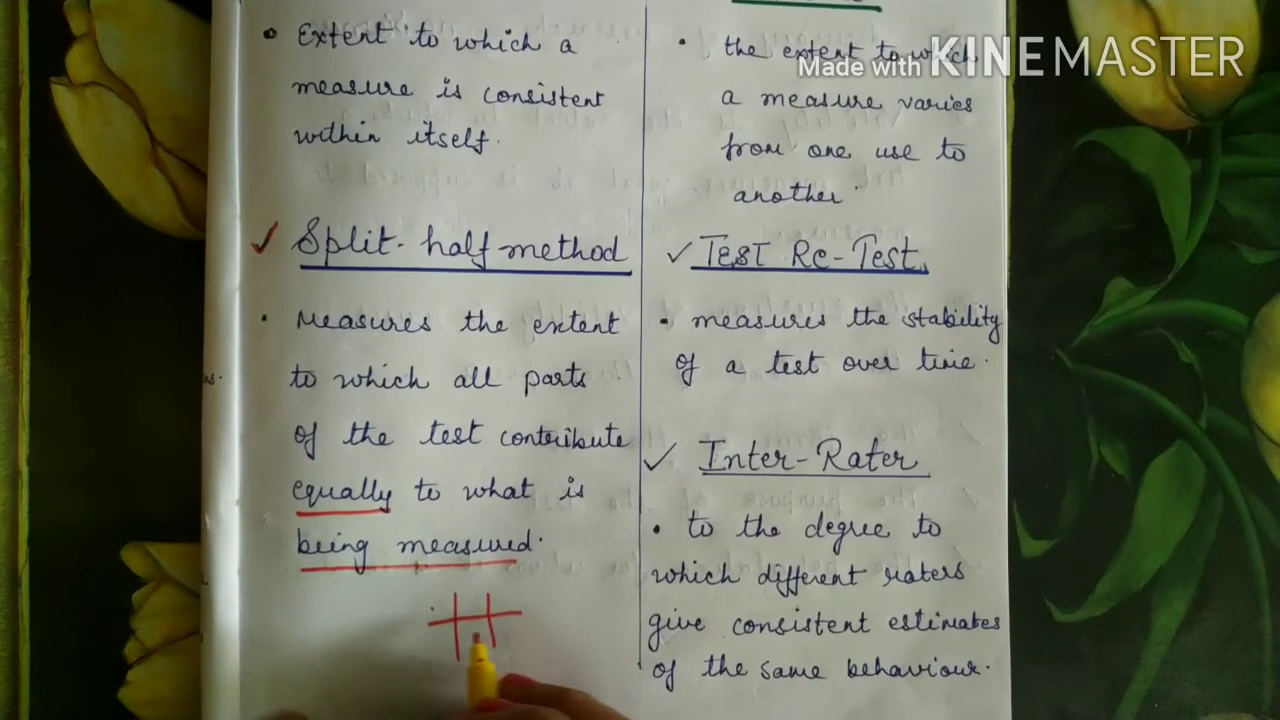 • Extent to which a
measure is consistent
within itself.
✓ Split-half method
• Measures the extent
to which all parts
of the test contribute
equally to what is
being measured.
• the extent to which
a measure varies
from one use to
another
✓ Test Re-Test
• measures the stability
of a test over time.
✓ Inter-Rater
• to the degree to
which different raters
give consistent estimates
of the same behaviour.
Made with KINEMASTER